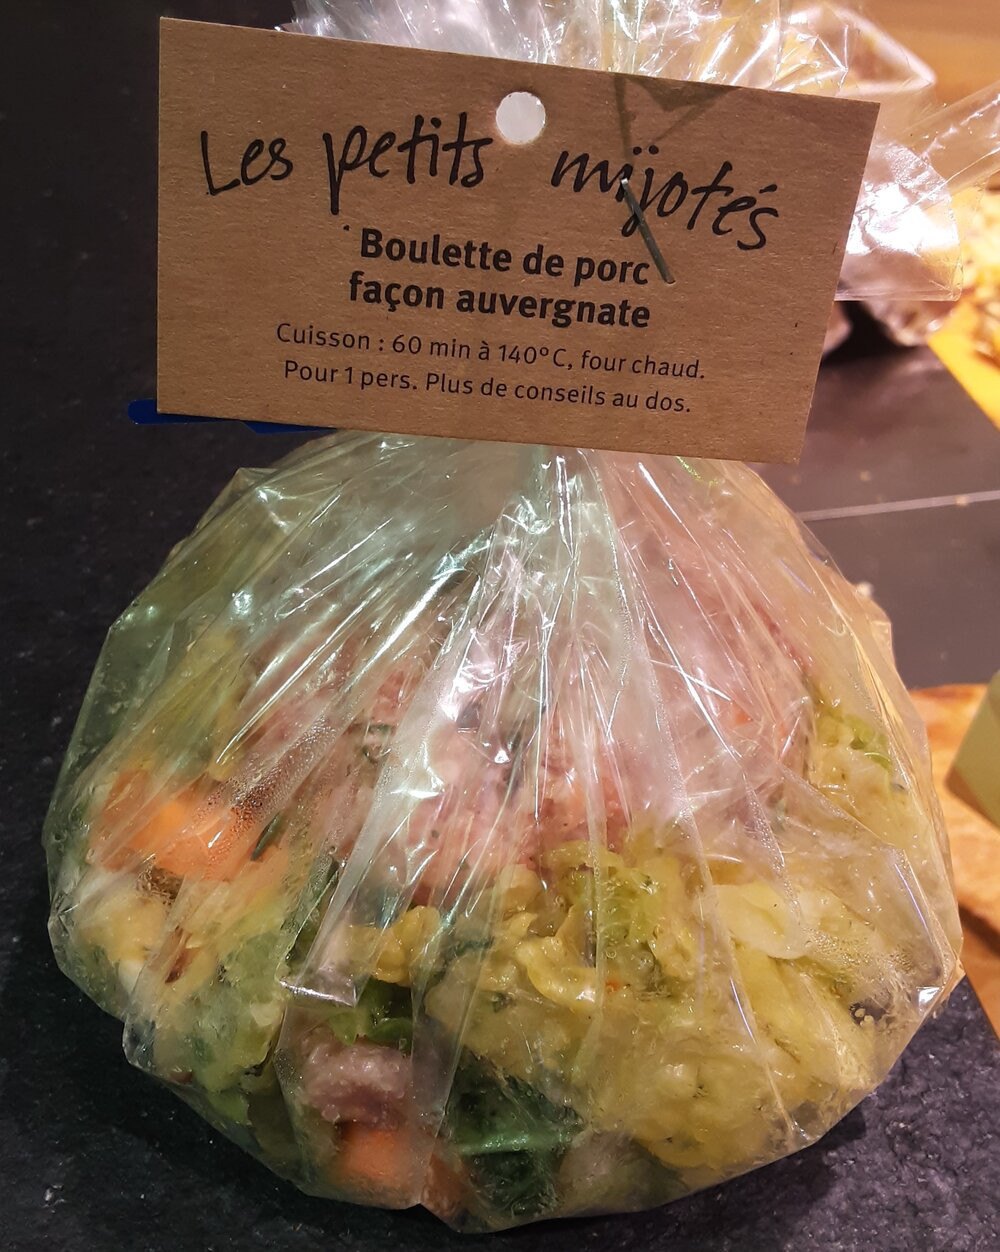 Les petits mijotés
Boulette de porc
façon auvergnate
Cuisson : 60 min à 140°C, four chaud.
Pour 1 pers. Plus de conseils au dos.